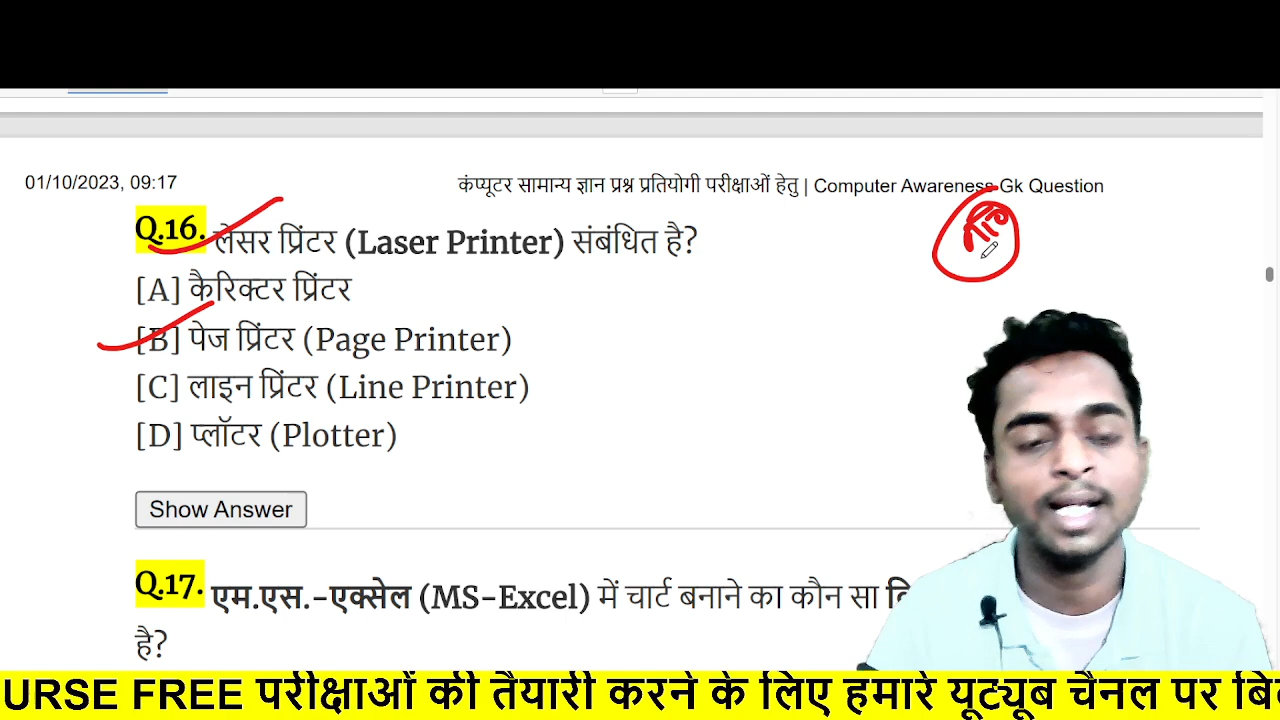 01/10/2023, 09:17
कंप्यूटर सामान्य ज्ञान प्रश्न प्रतियोगी परीक्षाओं हेतु | Computer Awareness Gk Question
Q.16. लेसर प्रिंटर (Laser Printer) संबंधित है?
[A] कैरिक्टर प्रिंटर
[B] पेज प्रिंटर (Page Printer)
[C] लाइन प्रिंटर (Line Printer)
[D] प्लॉटर (Plotter)
Show Answer
Q.17. एम.एस.-एक्सेल (MS-Excel) में चार्ट बनाने का कौन सा
है?
URSE FREE परीक्षाओं की तैयारी करने के लिए हमारे यूट्यूब चैनल पर